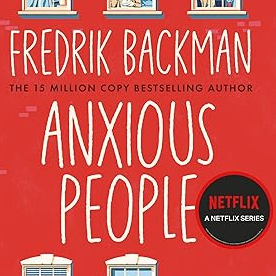 FREDRIK BACKMAN
THE 15 MILLION COPY BESTSELLING AUTHOR
ANXIOUS
PEOPLE
NETFLIX
A NETFLIX SERIES